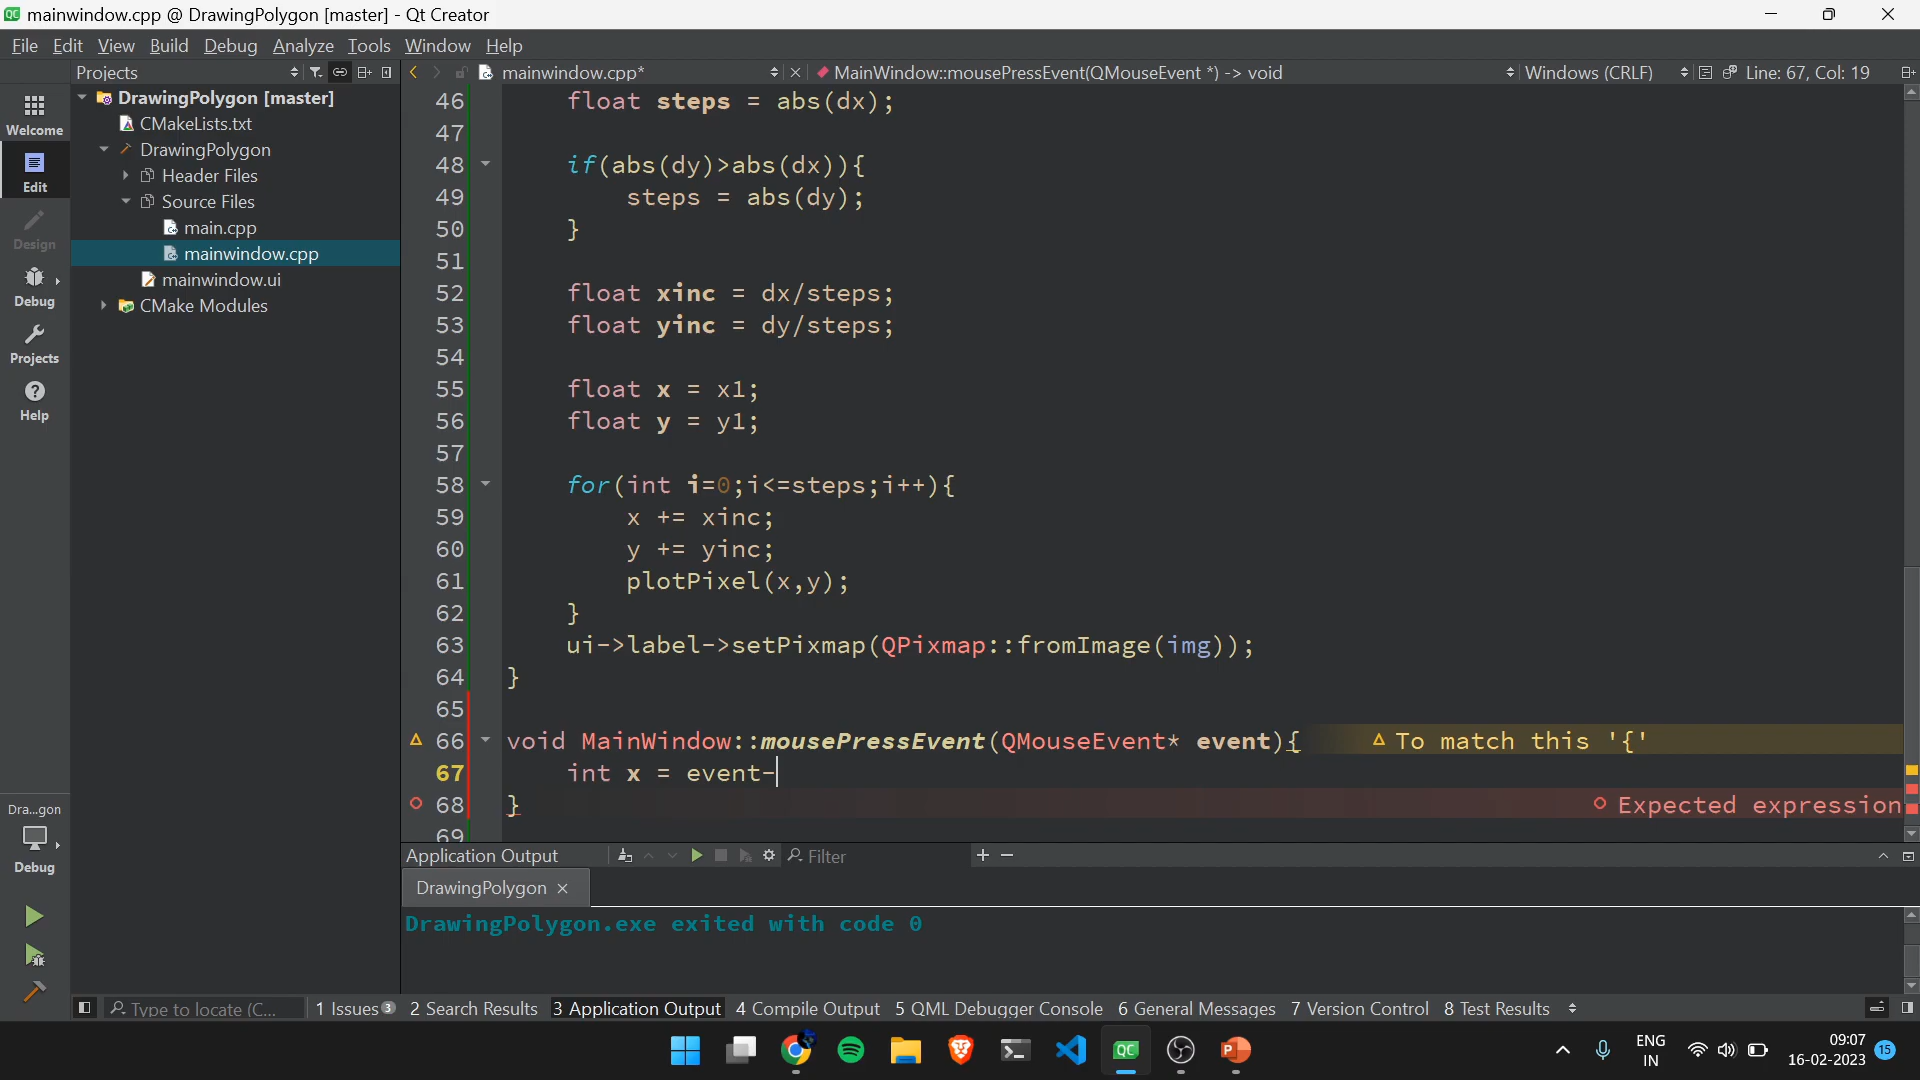 mainwindow.cpp @ DrawingPolygon [master] - Qt Creator
File Edit View Build Debug Analyze Tools Window Help
Projects mainwindow.cpp* MainWindow::mousePressEvent(QMouseEvent *) -> void Windows (CRLF) Line: 67, Col: 19
DrawingPolygon [master]
CMakeLists.txt
DrawingPolygon
Header Files
Source Files
main.cpp
mainwindow.cpp
mainwindow.ui
CMake Modules
Welcome
Edit
Design
Debug
Projects
Help
Dra...gon
Debug
46 float steps = abs(dx);
47
48 if(abs(dy)>abs(dx)){
49 steps = abs(dy);
50 }
51
52 float xinc = dx/steps;
53 float yinc = dy/steps;
54
55 float x = x1;
56 float y = y1;
57
58 for(int i=0;i<=steps;i++){
59 x += xinc;
60 y += yinc;
61 plotPixel(x,y);
62 }
63 ui->label->setPixmap(QPixmap::fromImage(img));
64 }
65
66 void MainWindow::mousePressEvent(QMouseEvent* event){ To match this '{'
67 int x = event-
68 } Expected expression
69
Application Output Filter
DrawingPolygon
DrawingPolygon.exe exited with code 0
Type to locate (C... 1 Issues 3 2 Search Results 3 Application Output 4 Compile Output 5 QML Debugger Console 6 General Messages 7 Version Control 8 Test Results
ENG
IN
09:07
16-02-2023
15